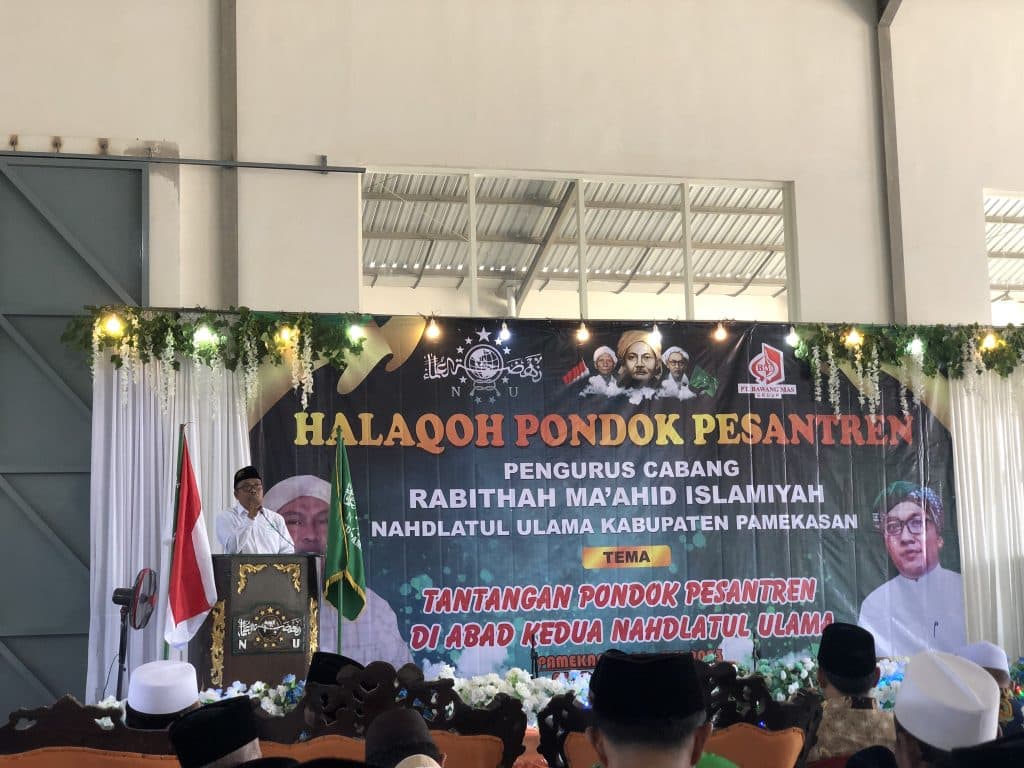 N U
BM
PT. BAWANG MAS
GROUP
HALAQOH PONDOK PESANTREN
PENGURUS CABANG
RABITHAH MA'AHID ISLAMIYAH
NAHDLATUL ULAMA KABUPATEN PAMEKASAN
TEMA
TANTANGAN PONDOK PESANTREN
DI ABAD KEDUA NAHDLATUL ULAMA
N U